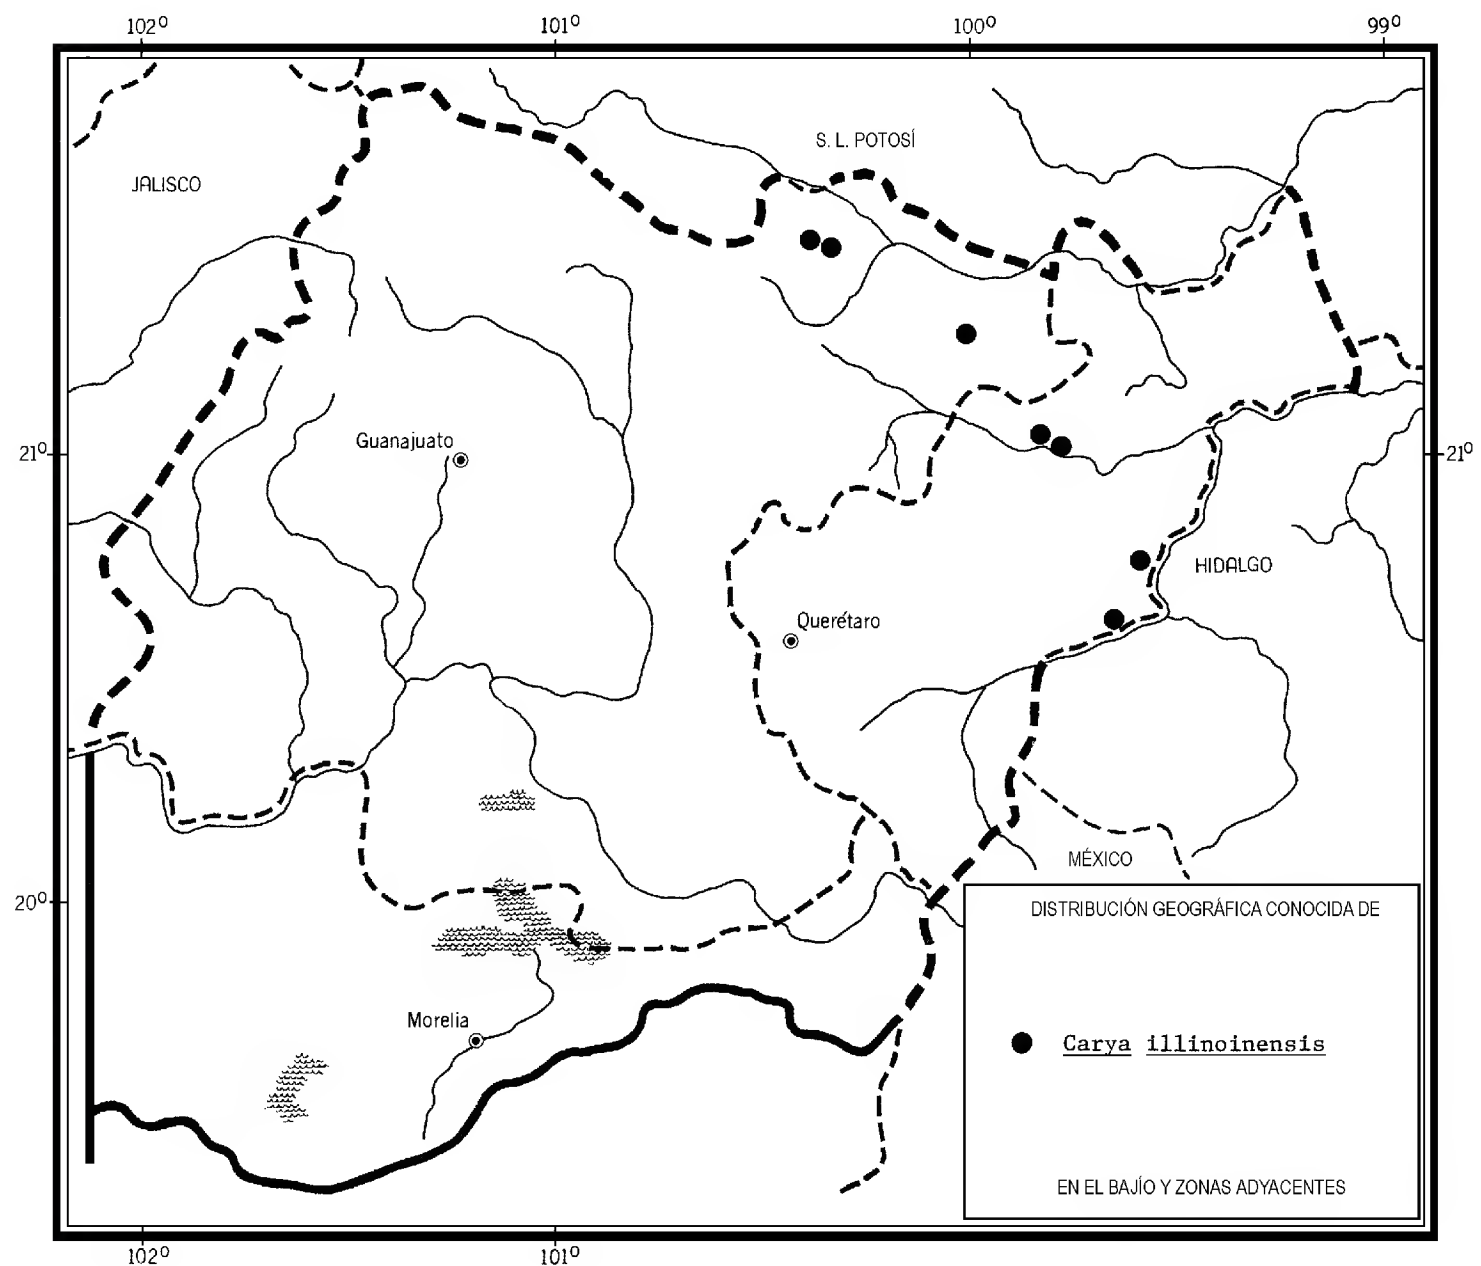 102º 101º 100º 99º
S. L. POTOSÍ
JALISCO
Guanajuato
21º 21º
HIDALGO
Querétaro
MÉXICO
20º
DISTRIBUCIÓN GEOGRÁFICA CONOCIDA DE
Morelia
Carya illinoinensis
EN EL BAJÍO Y ZONAS ADYACENTES
102º 101º